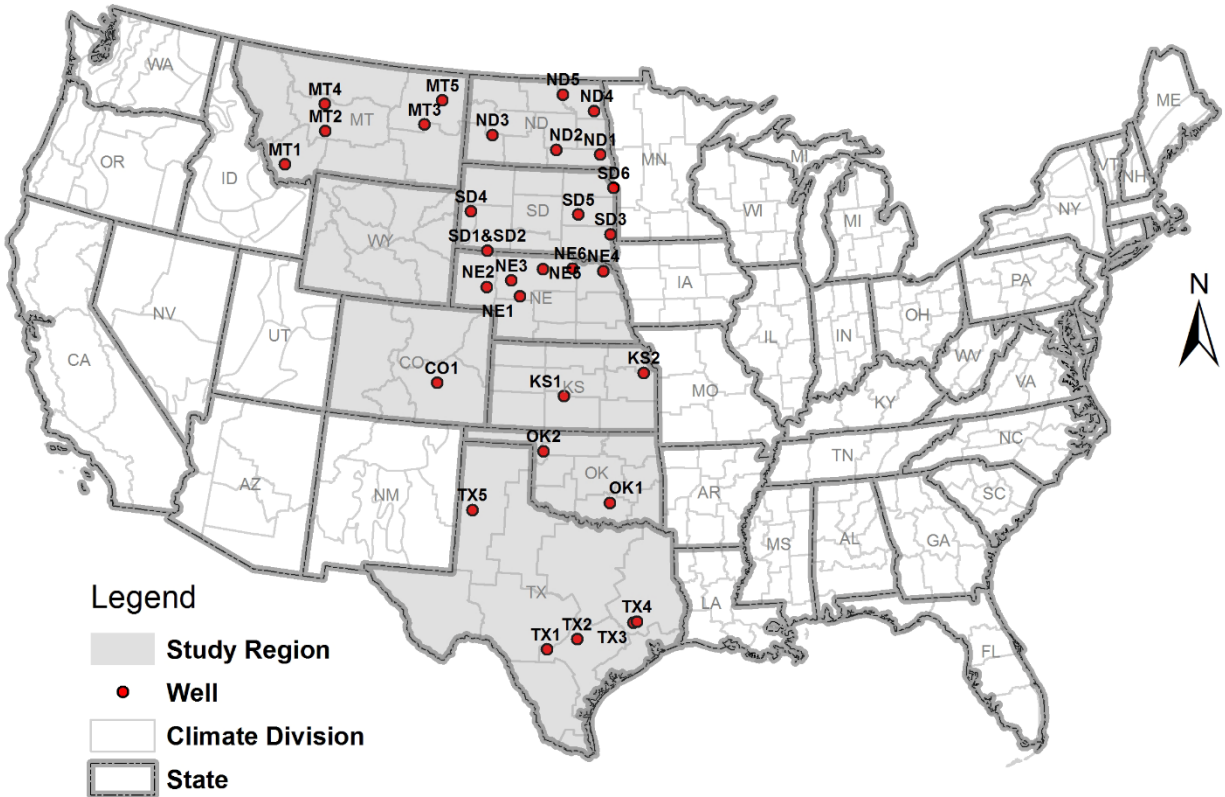 ME
WA
MT4
MT5
ND5
ND4
MT2
MT
MT3
ND3
ND
ND2
ND1
MT1
OR
ID
MN
MI
VT
NH
SD6
SD4
SD5
SD
SD3
WI
MI
NY
WY
SD1&SD2
NE6
NE4
NE3
NE5
NE2
NE
NE1
IA
PA
N
NV
UT
IL
IN
OH
CA
CO
CO1
KS2
KS1
KS
MO
WV
VA
KY
OK2
OK
OK1
TN
NC
AZ
NM
TX5
AR
SC
MS
AL
GA
TX
TX4
TX2
TX3
TX1
LA
FL
Legend
Study Region
Well
Climate Division
State